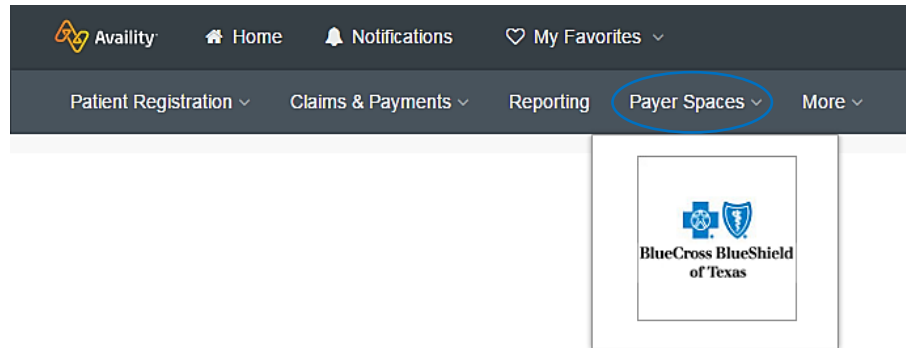 Availity Home Notifications My Favorites
Patient Registration Claims & Payments Reporting Payer Spaces More
BlueCross BlueShield
of Texas